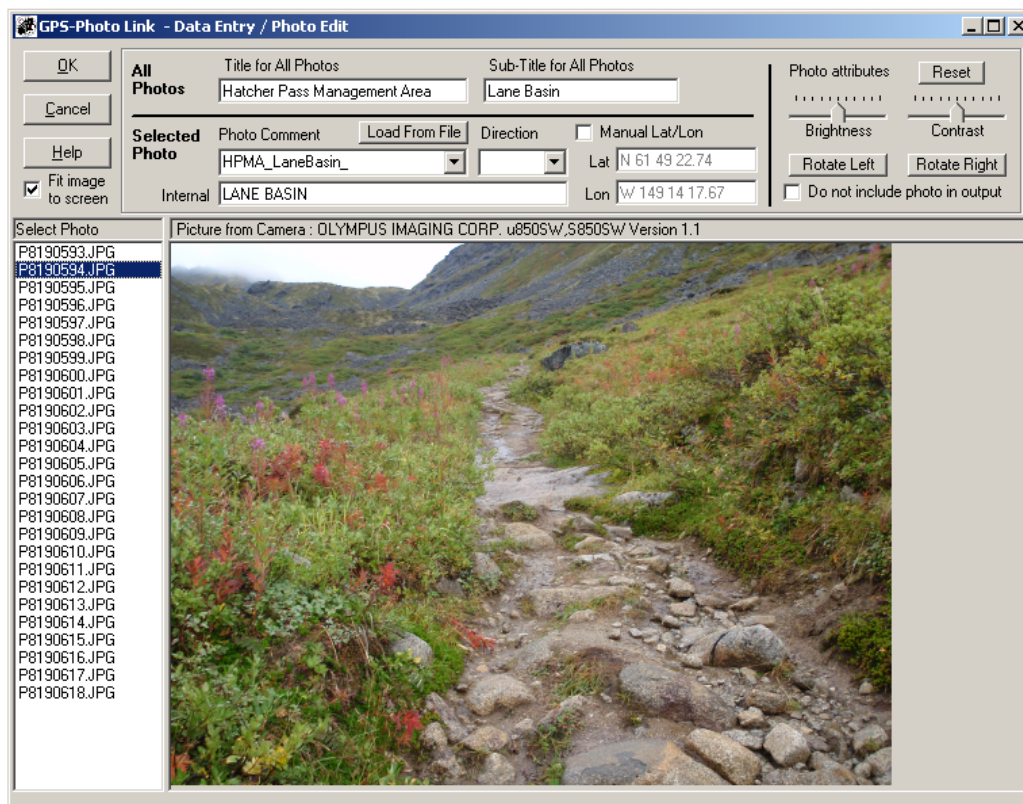 GPS-Photo Link - Data Entry / Photo Edit
OK
Cancel
Help
Fit image
to screen
All
Photos
Title for All Photos
Sub-Title for All Photos
Hatcher Pass Management Area
Lane Basin
Selected
Photo
Photo Comment
Load From File
Direction
Manual Lat/Lon
HPMA_LaneBasin_
Lat
N 61 49 22.74
Internal
LANE BASIN
Lon
W 149 14 17.67
Photo attributes
Reset
Brightness
Contrast
Rotate Left
Rotate Right
Do not include photo in output
Select Photo
Picture from Camera : OLYMPUS IMAGING CORP. u850SW,S850SW Version 1.1
P8190593.JPG
P8190594.JPG
P8190595.JPG
P8190596.JPG
P8190597.JPG
P8190598.JPG
P8190599.JPG
P8190600.JPG
P8190601.JPG
P8190602.JPG
P8190603.JPG
P8190604.JPG
P8190605.JPG
P8190606.JPG
P8190607.JPG
P8190608.JPG
P8190609.JPG
P8190610.JPG
P8190611.JPG
P8190612.JPG
P8190613.JPG
P8190614.JPG
P8190615.JPG
P8190616.JPG
P8190617.JPG
P8190618.JPG